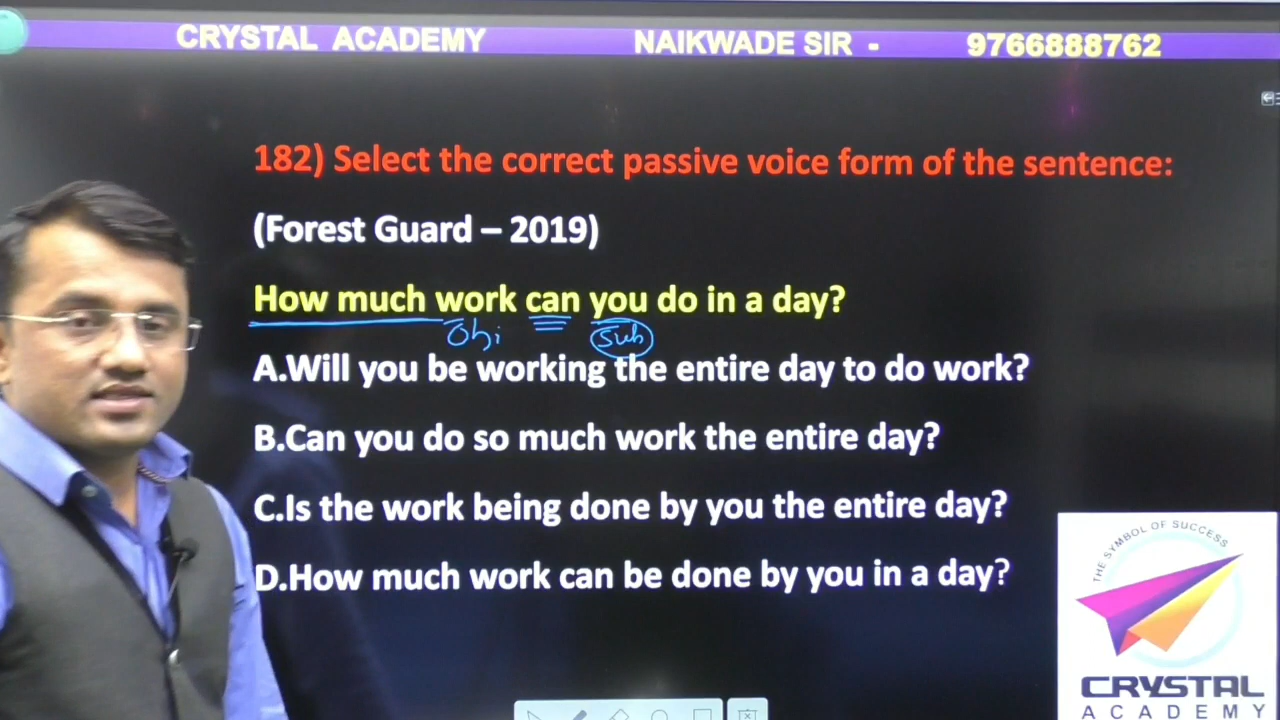 CRYSTAL ACADEMY NAIKWADE SIR - 9766888762
182) Select the correct passive voice form of the sentence:
(Forest Guard – 2019)
How much work can you do in a day?
Obj Sub
A.Will you be working the entire day to do work?
B.Can you do so much work the entire day?
C.Is the work being done by you the entire day?
D.How much work can be done by you in a day?
THE SYMBOL OF SUCCESS
CRYSTAL
ACADEMY